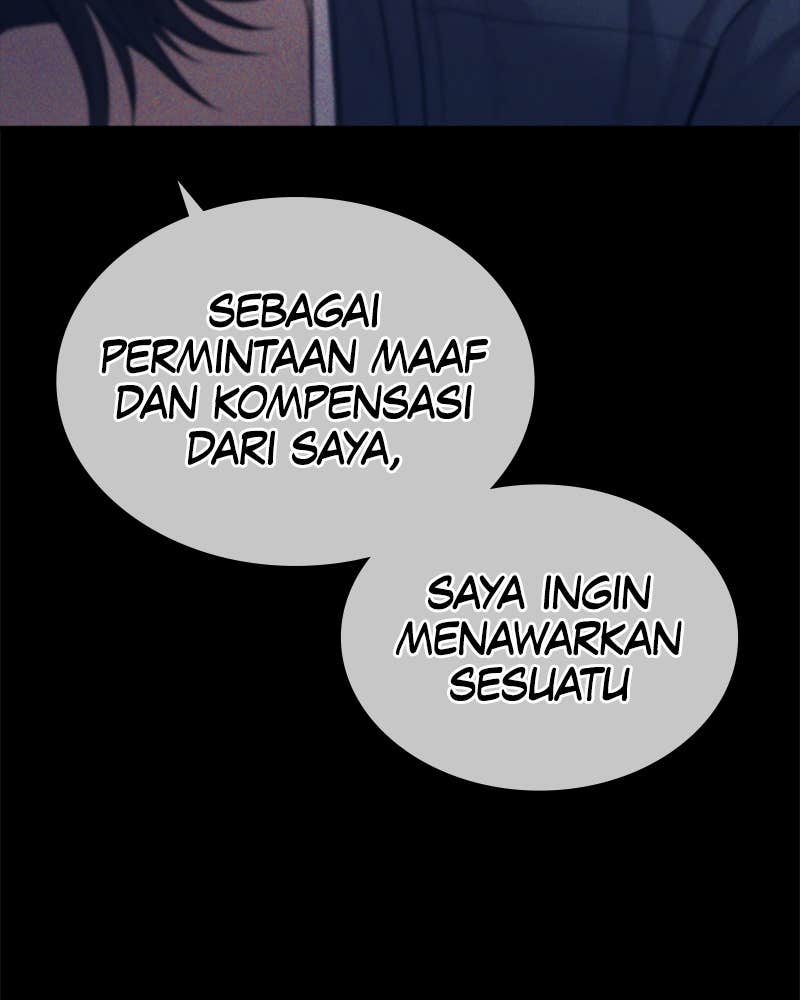 SEBAGAI
PERMINTAAN MAAF
DAN KOMPENSASI
DARI SAYA,
SAYA INGIN
MENAWARKAN
SESUATU